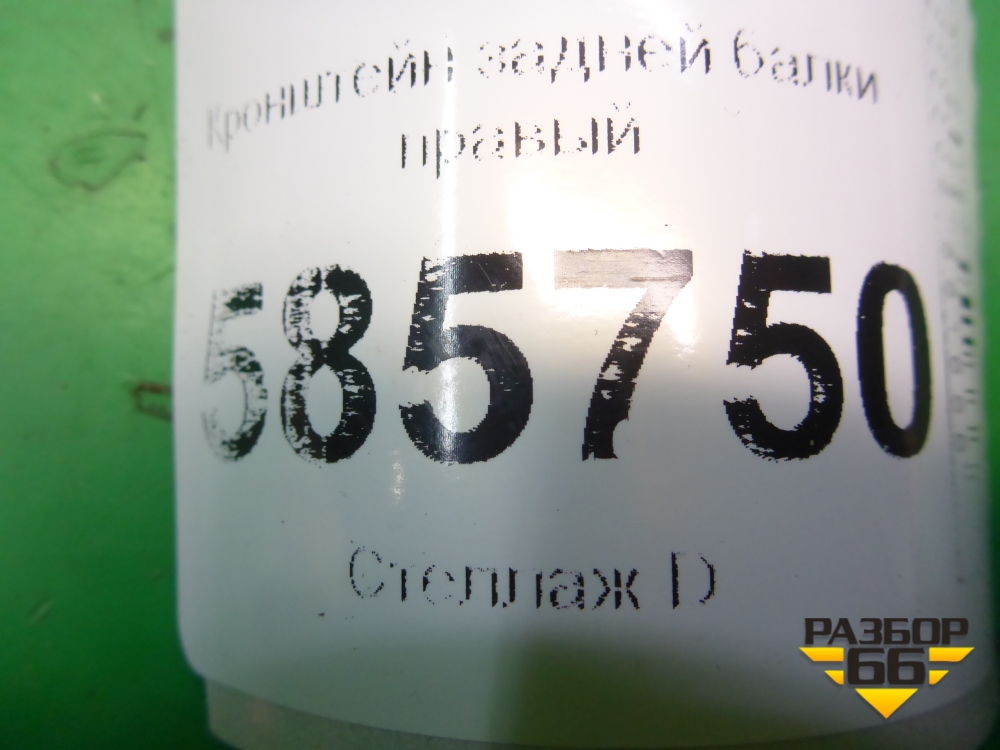 Кронштейн задней балки
правый
585750
Стеллаж D
РАЗБОР
66